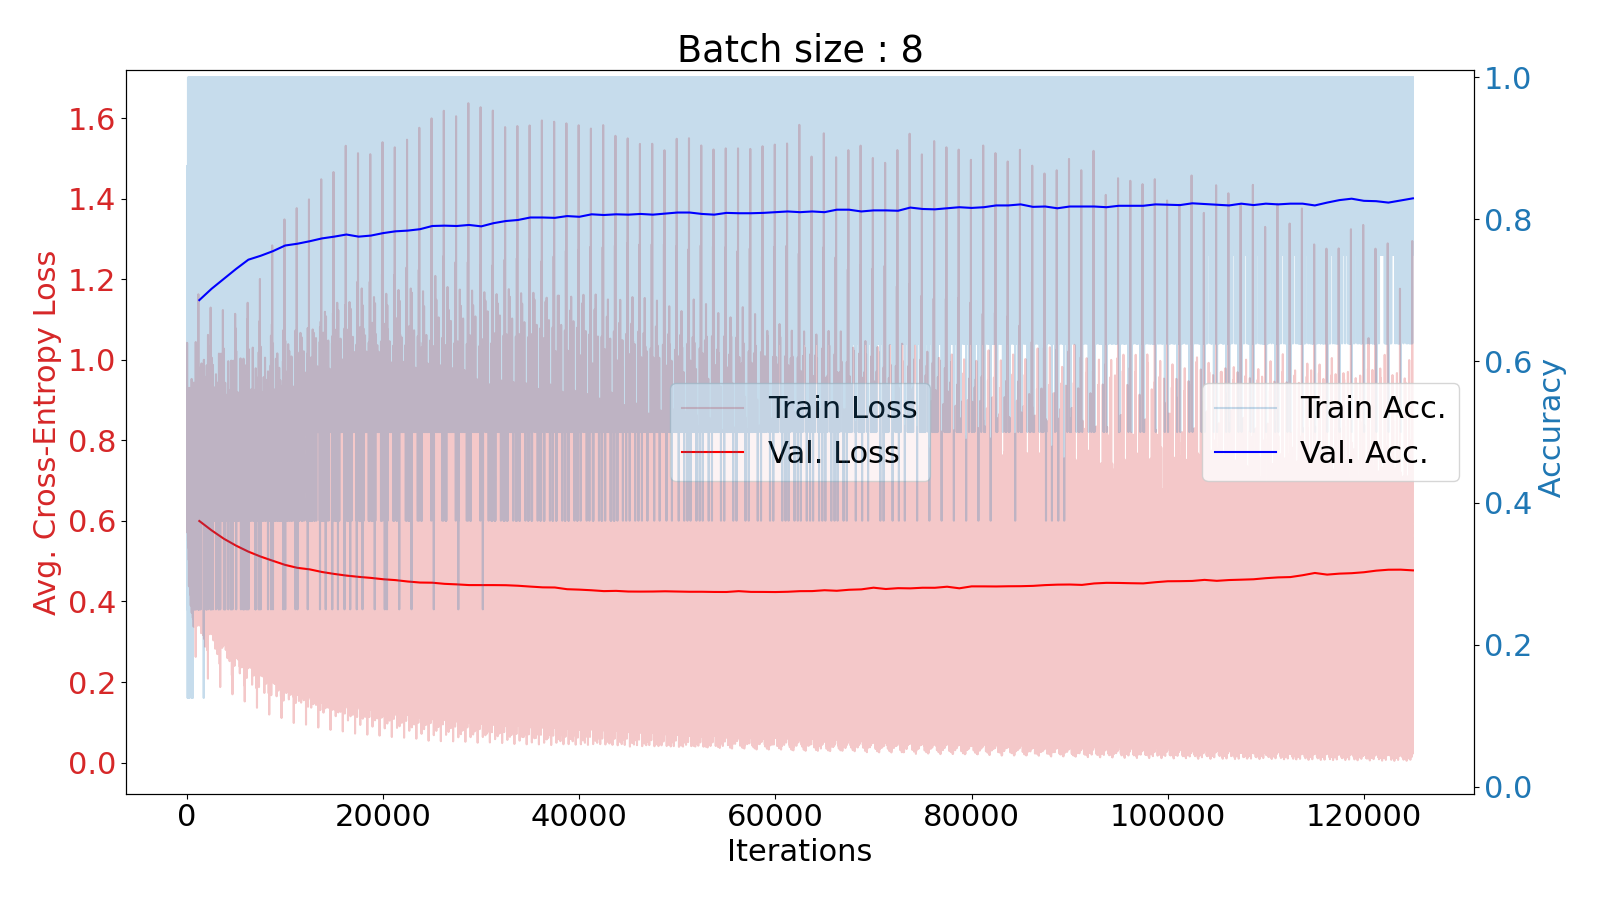 Batch size : 8
Avg. Cross-Entropy Loss
1.6
1.4
1.2
1.0
0.8
0.6
0.4
0.2
0.0
Train Loss
Val. Loss
Train Acc.
Val. Acc.
1.0
0.8
0.6
0.4
0.2
0.0
Accuracy
0 20000 40000 60000 80000 100000 120000
Iterations